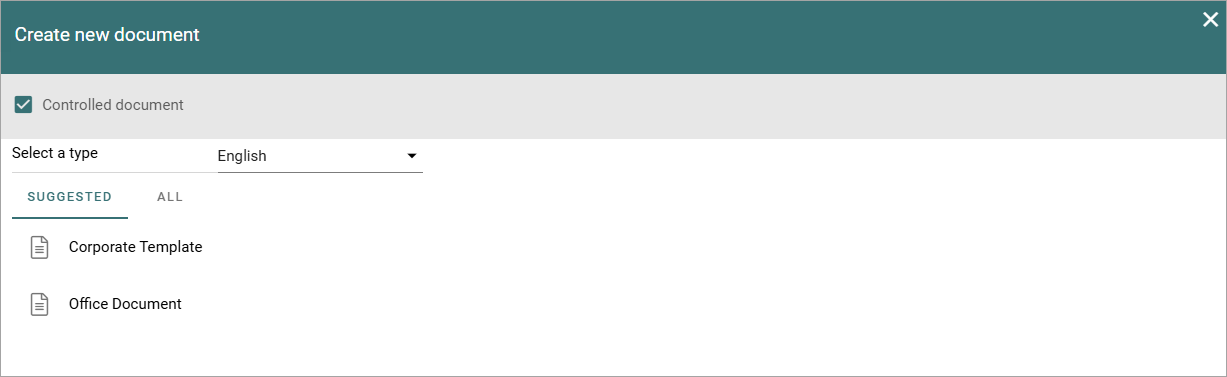 Create new document
Controlled document
Select a type
English
SUGGESTED
ALL
Corporate Template
Office Document